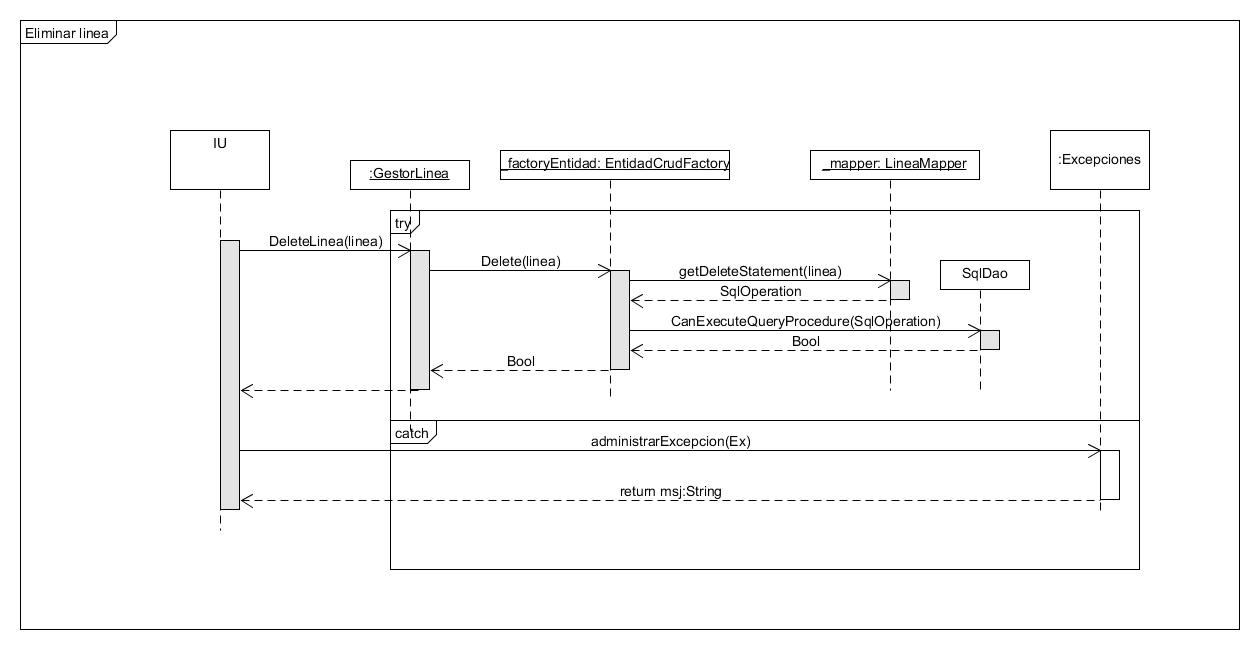 Eliminar linea
IU
:GestorLinea
_factoryEntidad: EntidadCrudFactory
_mapper: LineaMapper
:Excepciones
try
DeleteLinea(linea)
Delete(linea)
getDeleteStatement(linea)
SqlDao
SqlOperation
CanExecuteQueryProcedure(SqlOperation)
Bool
Bool
catch
administrarExcepcion(Ex)
return msj:String